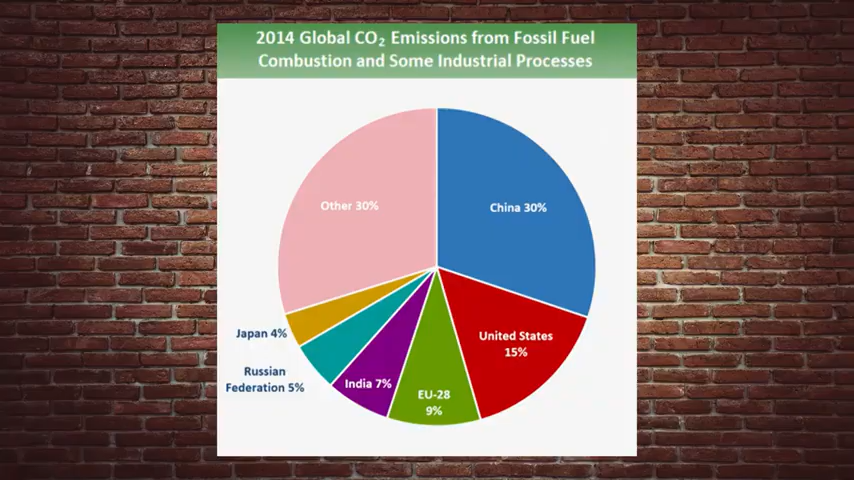 2014 Global CO₂ Emissions from Fossil Fuel
Combustion and Some Industrial Processes
Other 30%
China 30%
Japan 4%
United States
15%
Russian
Federation 5%
India 7%
EU-28
9%